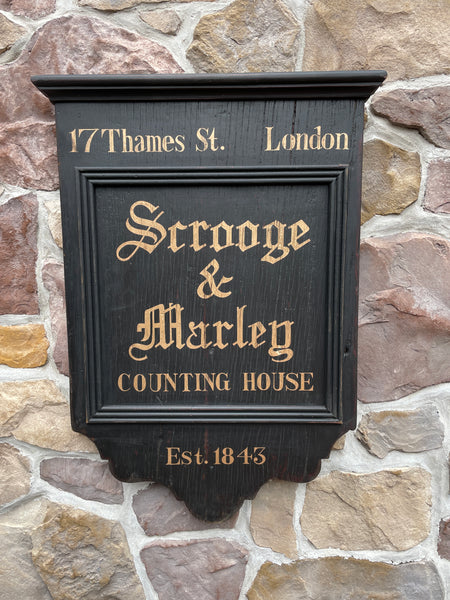 17 Thames St. London
Scrooge
&
Marley
COUNTING HOUSE
Est. 1843